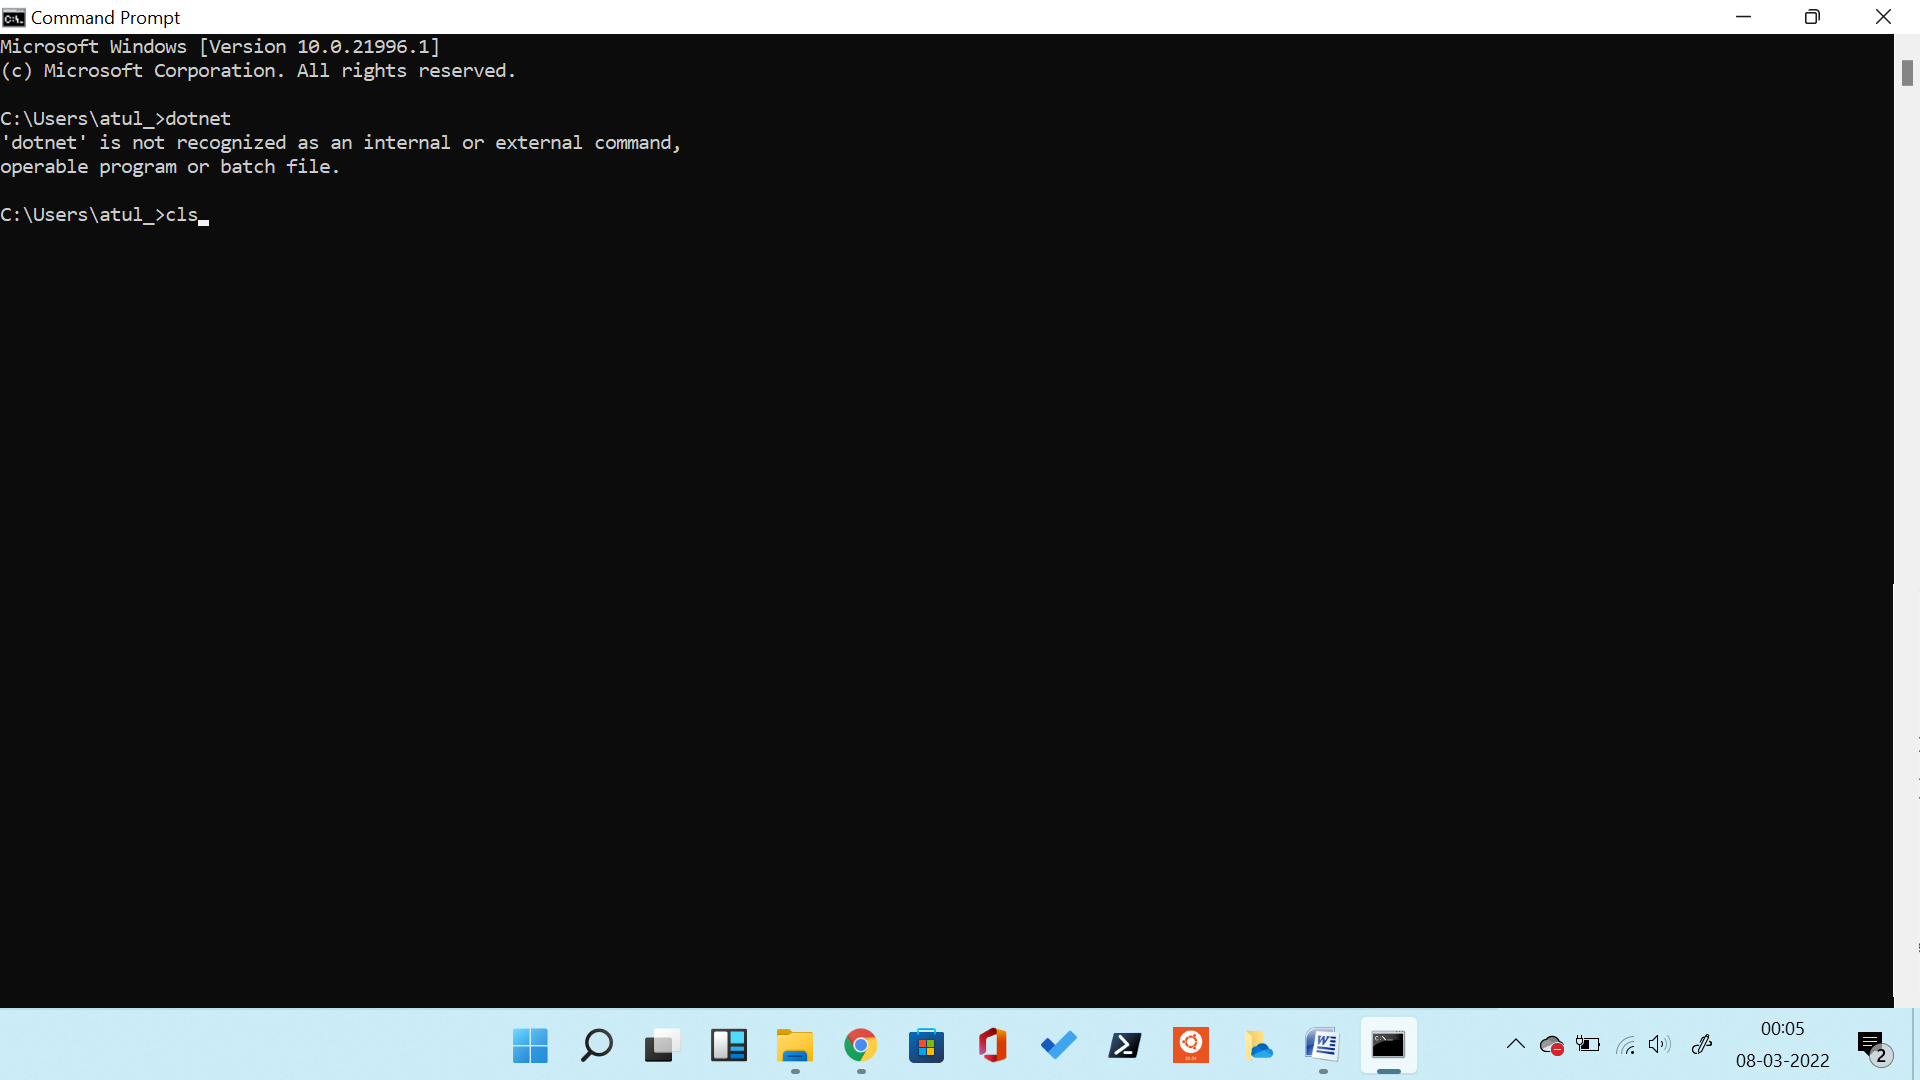 Command Prompt
Microsoft Windows [Version 10.0.21996.1]
(c) Microsoft Corporation. All rights reserved.
C:\Users\atul_>dotnet
'dotnet' is not recognized as an internal or external command,
operable program or batch file.
C:\Users\atul_>cls
00:05
08-03-2022
2